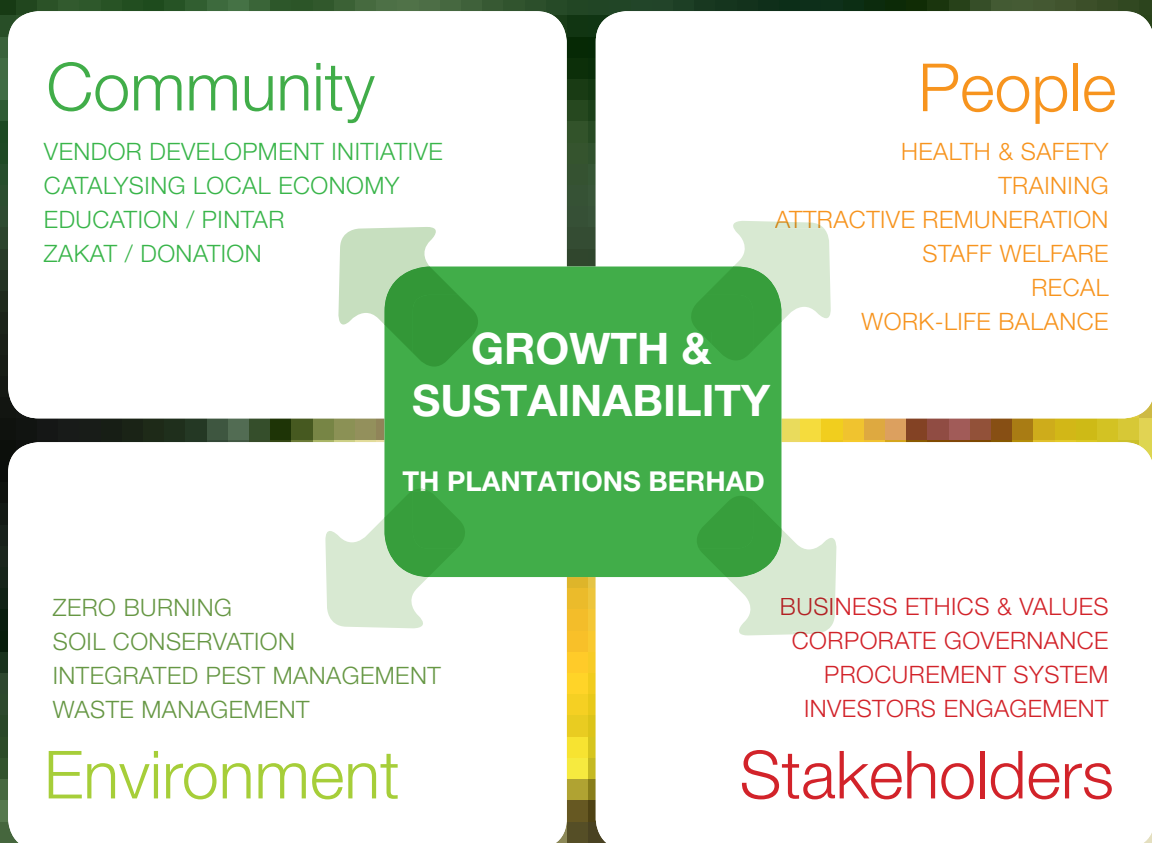 Community
VENDOR DEVELOPMENT INITIATIVE
CATALYSING LOCAL ECONOMY
EDUCATION / PINTAR
ZAKAT / DONATION
People
HEALTH & SAFETY
TRAINING
ATTRACTIVE REMUNERATION
STAFF WELFARE
RECAL
WORK-LIFE BALANCE
GROWTH &
SUSTAINABILITY
TH PLANTATIONS BERHAD
ZERO BURNING
SOIL CONSERVATION
INTEGRATED PEST MANAGEMENT
WASTE MANAGEMENT
Environment
BUSINESS ETHICS & VALUES
CORPORATE GOVERNANCE
PROCUREMENT SYSTEM
INVESTORS ENGAGEMENT
Stakeholders